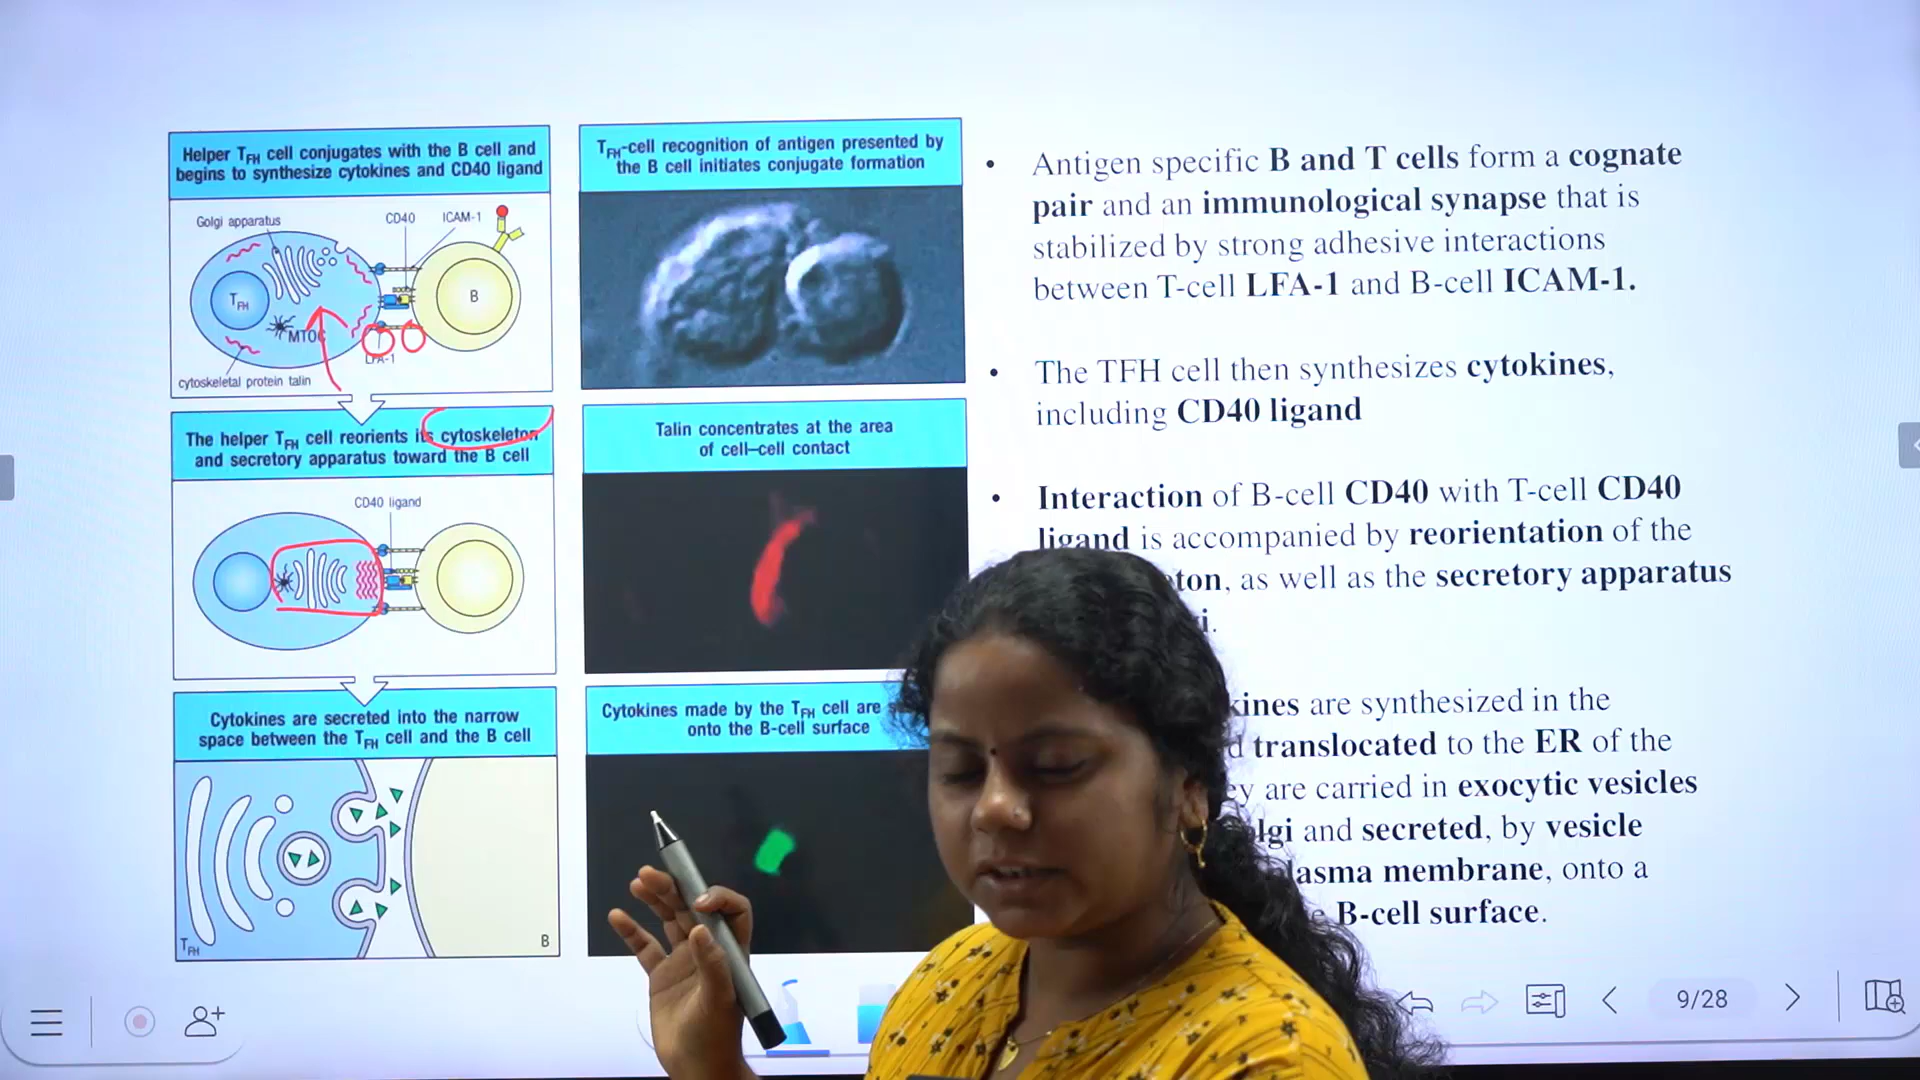 Helper TFH cell conjugates with the B cell and
begins to synthesize cytokines and CD40 ligand
Golgi apparatus
CD40
ICAM-1
TFH
B
MTOC
LFA-1
cytoskeletal protein talin
The helper TFH cell reorients its cytoskeleton
and secretory apparatus toward the B cell
CD40 ligand
Cytokines are secreted into the narrow
space between the TFH cell and the B cell
TFH
B
TFH-cell recognition of antigen presented by
the B cell initiates conjugate formation
Talin concentrates at the area
of cell–cell contact
Cytokines made by the TFH cell are
onto the B-cell surface
• Antigen specific B and T cells form a cognate
pair and an immunological synapse that is
stabilized by strong adhesive interactions
between T-cell LFA-1 and B-cell ICAM-1.
• The TFH cell then synthesizes cytokines,
including CD40 ligand
• Interaction of B-cell CD40 with T-cell CD40
ligand is accompanied by reorientation of the
, as well as the secretory apparatus
are synthesized in the
translocated to the ER of the
are carried in exocytic vesicles
and secreted, by vesicle
membrane, onto a
B-cell surface.
9/28